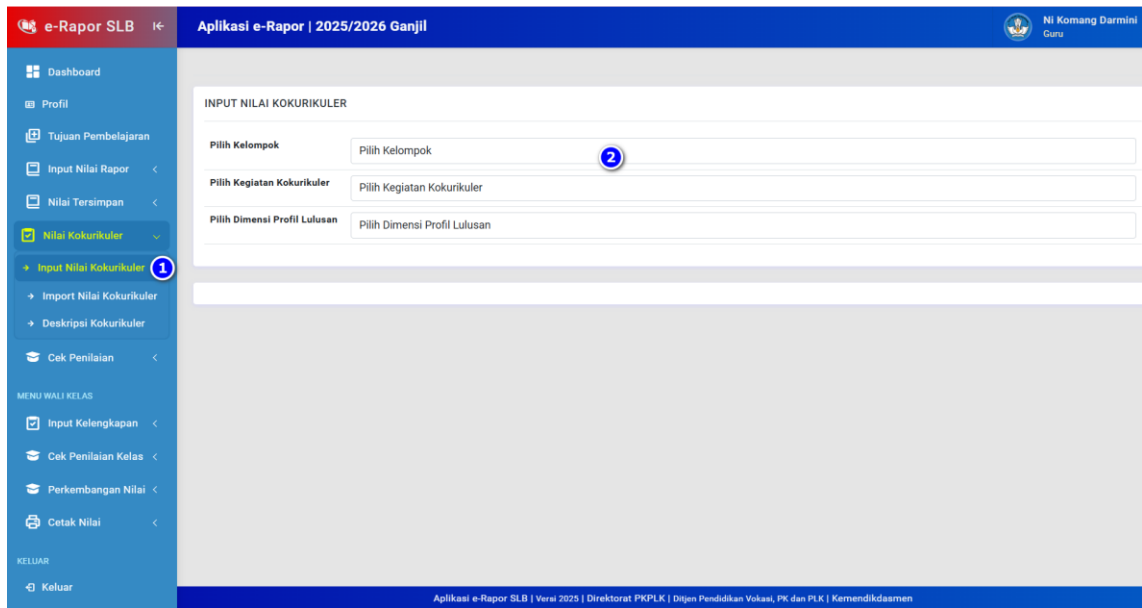 e-Rapor SLB
Aplikasi e-Rapor | 2025/2026 Ganjil
Ni Komang Darmini
Guru
Dashboard
Profil
Tujuan Pembelajaran
Input Nilai Rapor
Nilai Tersimpan
Nilai Kokurikuler
Input Nilai Kokurikuler 1
Import Nilai Kokurikuler
Deskripsi Kokurikuler
Cek Penilaian
MENU WALI KELAS
Input Kelengkapan
Cek Penilaian Kelas
Perkembangan Nilai
Cetak Nilai
KELUAR
Keluar
INPUT NILAI KOKURIKULER
Pilih Kelompok Pilih Kelompok 2
Pilih Kegiatan Kokurikuler Pilih Kegiatan Kokurikuler
Pilih Dimensi Profil Lulusan Pilih Dimensi Profil Lulusan
Aplikasi e-Rapor SLB | Versi 2025 | Direktorat PKPLK | Ditjen Pendidikan Vokasi, PK dan PLK | Kemendikdasmen